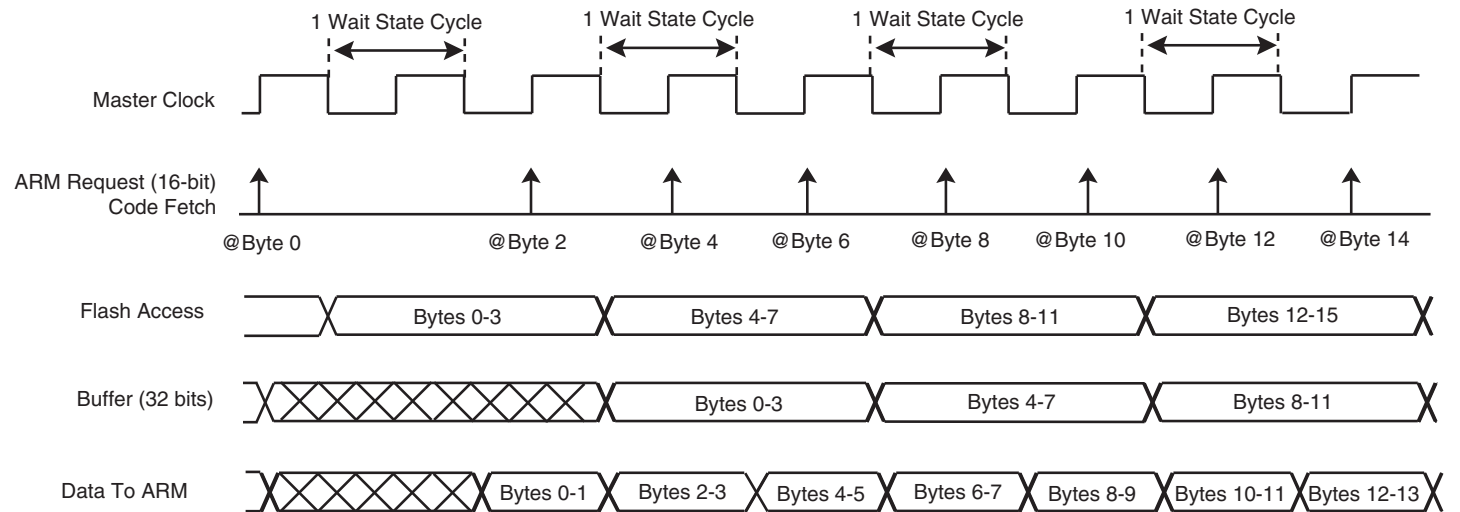 1 Wait State Cycle
1 Wait State Cycle
1 Wait State Cycle
1 Wait State Cycle
Master Clock
ARM Request (16-bit)
Code Fetch
@Byte 0
@Byte 2
@Byte 4
@Byte 6
@Byte 8
@Byte 10
@Byte 12
@Byte 14
Flash Access
Bytes 0-3
Bytes 4-7
Bytes 8-11
Bytes 12-15
Buffer (32 bits)
Bytes 0-3
Bytes 4-7
Bytes 8-11
Data To ARM
Bytes 0-1
Bytes 2-3
Bytes 4-5
Bytes 6-7
Bytes 8-9
Bytes 10-11
Bytes 12-13